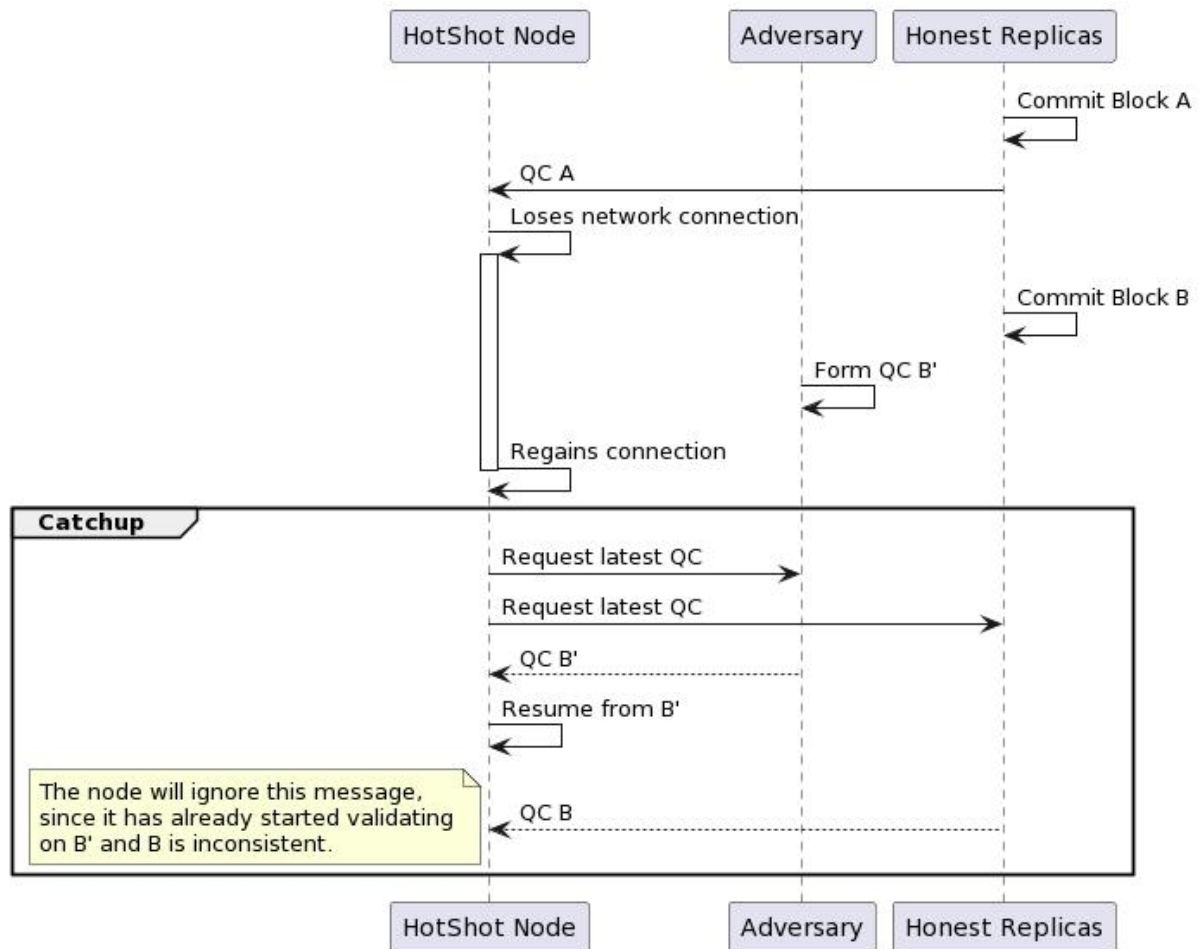 HotShot Node
Adversary
Honest Replicas
Commit Block A
QC A
Loses network connection
Commit Block B
Form QC B'
Regains connection
Catchup
Request latest QC
Request latest QC
QC B'
Resume from B'
The node will ignore this message,
since it has already started validating
on B' and B is inconsistent.
QC B
HotShot Node
Adversary
Honest Replicas